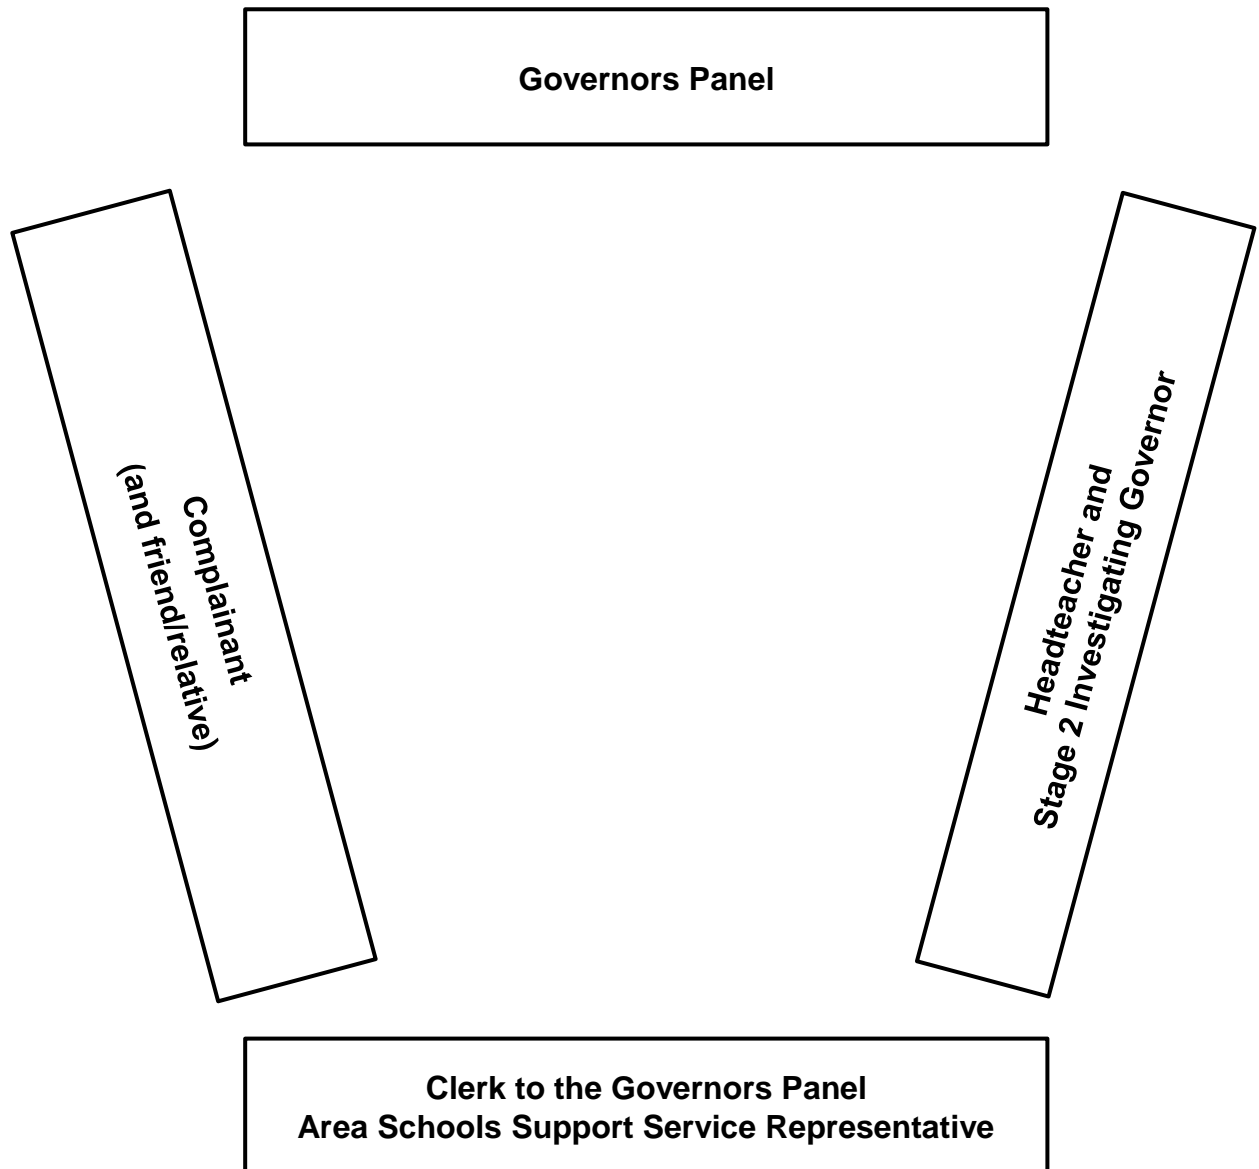 Governors Panel
Complainant
(and friend/relative)
Headteacher and
Stage 2 Investigating Governor
Clerk to the Governors Panel
Area Schools Support Service Representative